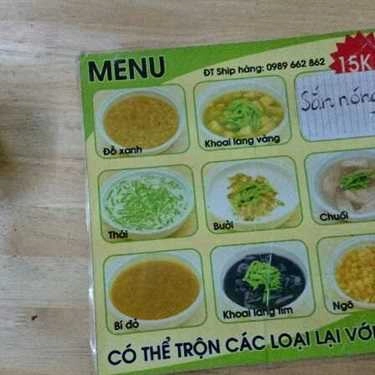 MENU
ĐT Ship hàng: 0989 662 862
15K
Sắn nóng
Đỗ xanh
Khoai lang vàng
Thái
Bưởi
Chuối
Bí đỏ
Khoai lang tím
Ngô
CÓ THỂ TRỘN CÁC LOẠI LẠI VỚI